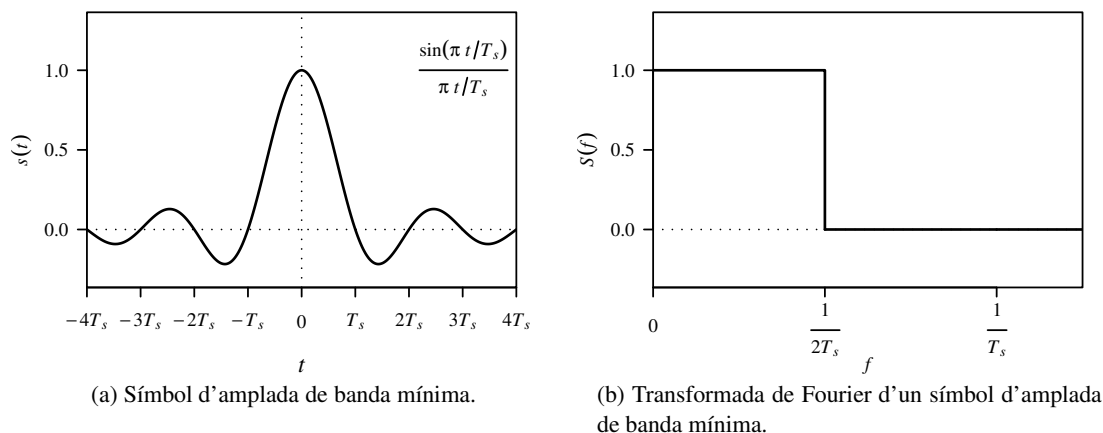 s(t)
1.0
0.5
0.0
sin(π t/Tₛ)
π t/Tₛ
−4Tₛ −3Tₛ −2Tₛ −Tₛ 0 Tₛ 2Tₛ 3Tₛ 4Tₛ
t
(a) Símbol d’amplada de banda mínima.
S(f)
1.0
0.5
0.0
0 1/2Tₛ 1/Tₛ
f
(b) Transformada de Fourier d’un símbol d’amplada
de banda mínima.